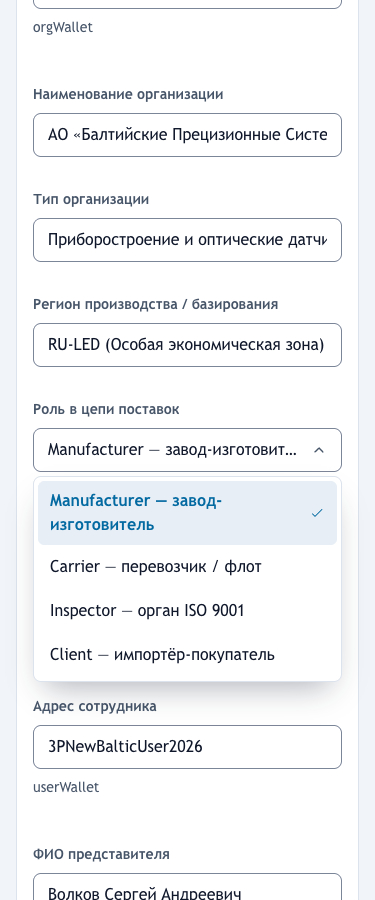 orgWallet
Наименование организации
АО «Балтийские Прецизионные Систе
Тип организации
Приборостроение и оптические датчи
Регион производства / базирования
RU-LED (Особая экономическая зона)
Роль в цепи поставок
Manufacturer — завод-изготовит...
Manufacturer — завод-
изготовитель
Carrier — перевозчик / флот
Inspector — орган ISO 9001
Client — импортёр-покупатель
Адрес сотрудника
3PNewBalticUser2026
userWallet
ФИО представителя
Волков Сергей Андреевич